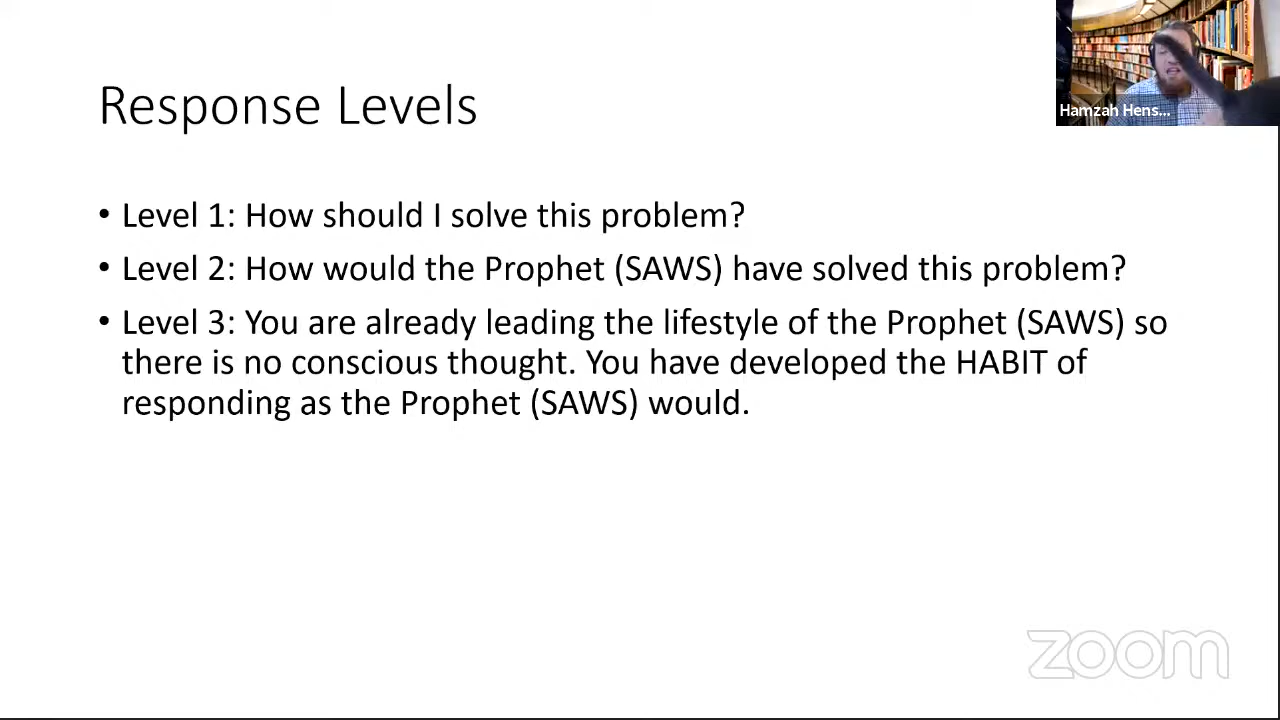 Hamzah Hens...
Response Levels
• Level 1: How should I solve this problem?
• Level 2: How would the Prophet (SAWS) have solved this problem?
• Level 3: You are already leading the lifestyle of the Prophet (SAWS) so
there is no conscious thought. You have developed the HABIT of
responding as the Prophet (SAWS) would.
zoom